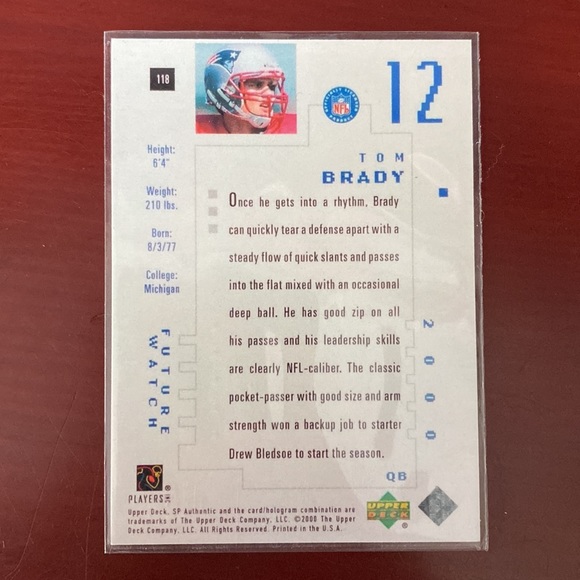 118
12
NFL
TOM
BRADY
Height:
6'4"
Weight:
210 lbs.
Born:
8/3/77
College:
Michigan
Once he gets into a rhythm, Brady
can quickly tear a defense apart with a
steady flow of quick slants and passes
into the flat mixed with an occasional
deep ball. He has good zip on all
his passes and his leadership skills
are clearly NFL-caliber. The classic
pocket-passer with good size and arm
strength won a backup job to starter
Drew Bledsoe to start the season.
FUTURE
WATCH
2000
QB
PLAYERS INC
UPPER
DECK
Upper Deck, SP Authentic and the card/hologram combination are
trademarks of The Upper Deck Company, LLC. ©2000 The Upper
Deck Company, LLC. All Rights Reserved. Printed in the U.S.A.